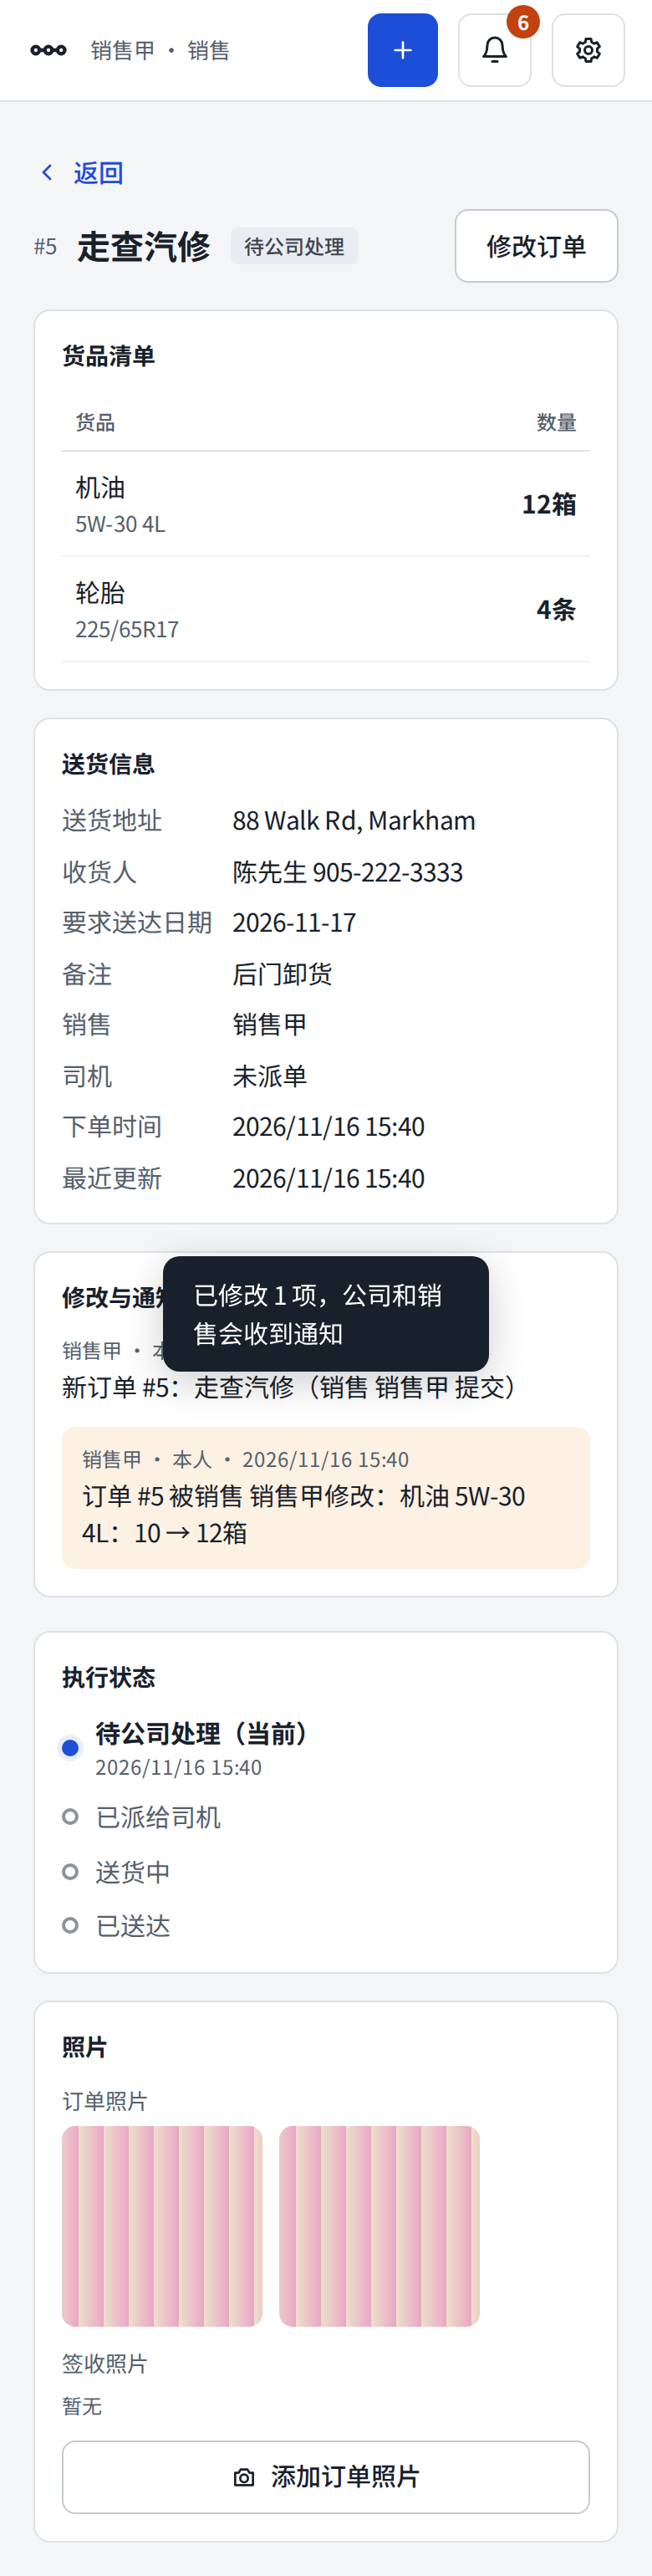 销售甲 · 销售
6
返回
#5 走查汽修 待公司处理 修改订单
货品清单
货品 数量
机油
5W-30 4L
12箱
轮胎
225/65R17
4条
送货信息
送货地址 88 Walk Rd, Markham
收货人 陈先生 905-222-3333
要求送达日期 2026-11-17
备注 后门卸货
销售 销售甲
司机 未派单
下单时间 2026/11/16 15:40
最近更新 2026/11/16 15:40
修改与通
已修改 1 项，公司和销
售会收到通知
销售甲 ·
新订单 #5：走查汽修（销售 销售甲 提交）
销售甲 · 本人 · 2026/11/16 15:40
订单 #5 被销售 销售甲修改：机油 5W-30
4L：10 → 12箱
执行状态
待公司处理（当前）
2026/11/16 15:40
已派给司机
送货中
已送达
照片
订单照片
签收照片
暂无
添加订单照片